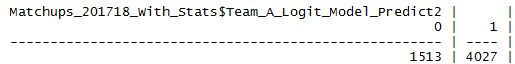 Matchups_201718_With_Stats$Team_A_Logit_Model_Predict2 | |
0 | 1 |
------------------------------------------------------ | ---- |
1513 | 4027 |